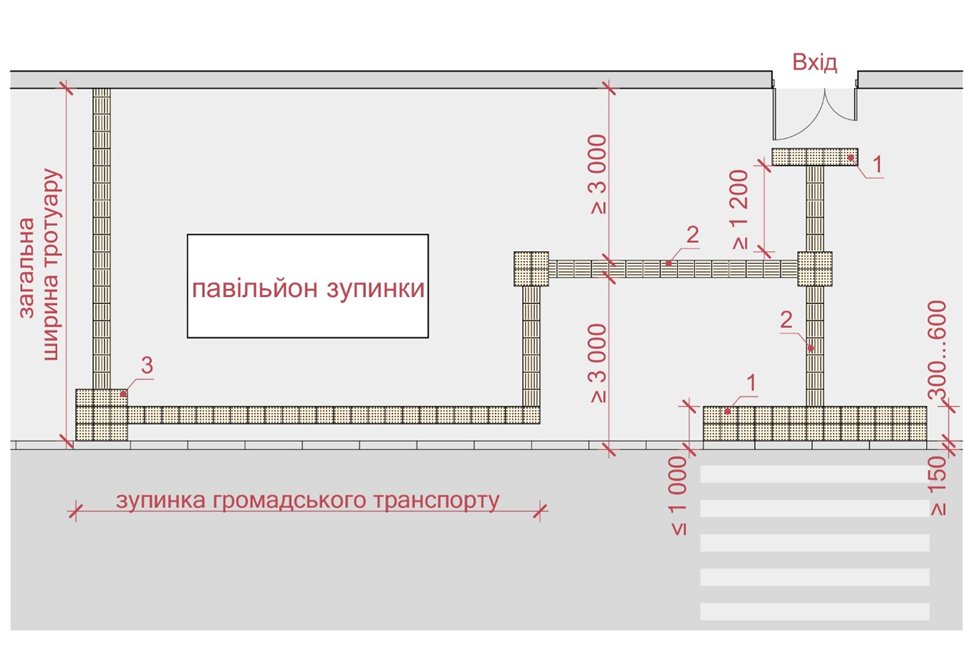 Вхід
1
≥ 3 000
≥ 1 200
загальна
ширина тротуару
2
павільйон зупинки
2
3
≥ 3 000
1
300...600
≤ 1 000
≥ 150
зупинка громадського транспорту